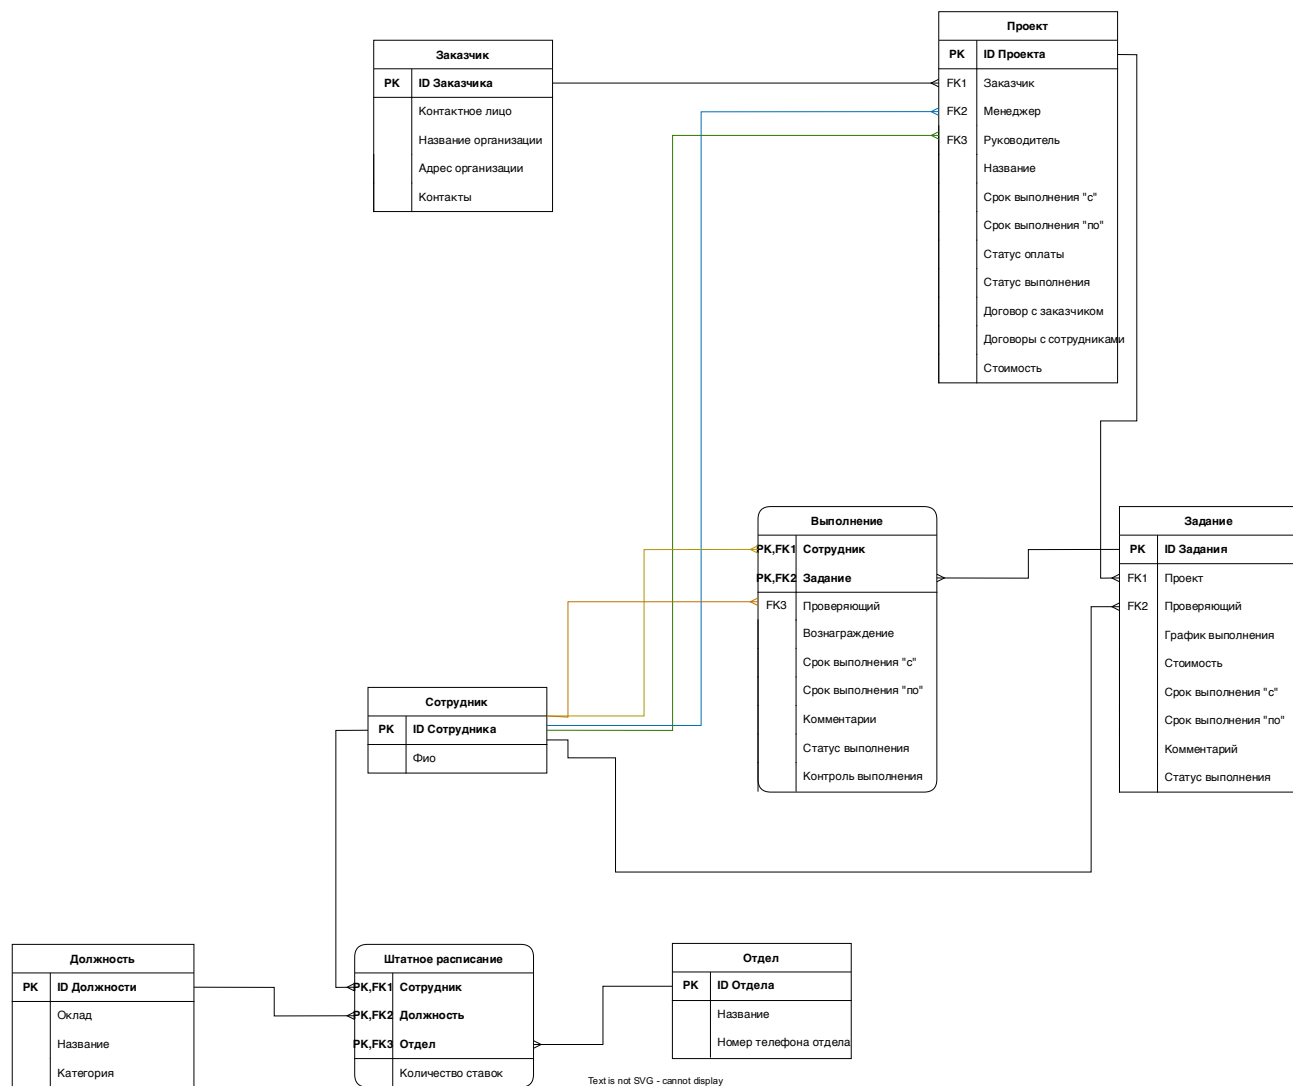 Заказчик
PK ID Заказчика
Контактное лицо
Название организации
Адрес организации
Контакты
Проект
PK ID Проекта
FK1 Заказчик
FK2 Менеджер
FK3 Руководитель
Название
Срок выполнения "с"
Срок выполнения "по"
Статус оплаты
Статус выполнения
Договор с заказчиком
Договоры с сотрудниками
Стоимость
Выполнение
PK,FK1 Сотрудник
PK,FK2 Задание
FK3 Проверяющий
Вознаграждение
Срок выполнения "с"
Срок выполнения "по"
Комментарии
Статус выполнения
Контроль выполнения
Задание
PK ID Задания
FK1 Проект
FK2 Проверяющий
График выполнения
Стоимость
Срок выполнения "с"
Срок выполнения "по"
Комментарий
Статус выполнения
Сотрудник
PK ID Сотрудника
Фио
Должность
PK ID Должности
Оклад
Название
Категория
Штатное расписание
PK,FK1 Сотрудник
PK,FK2 Должность
PK,FK3 Отдел
Количество ставок
Отдел
PK ID Отдела
Название
Номер телефона отдела
Text is not SVG - cannot display